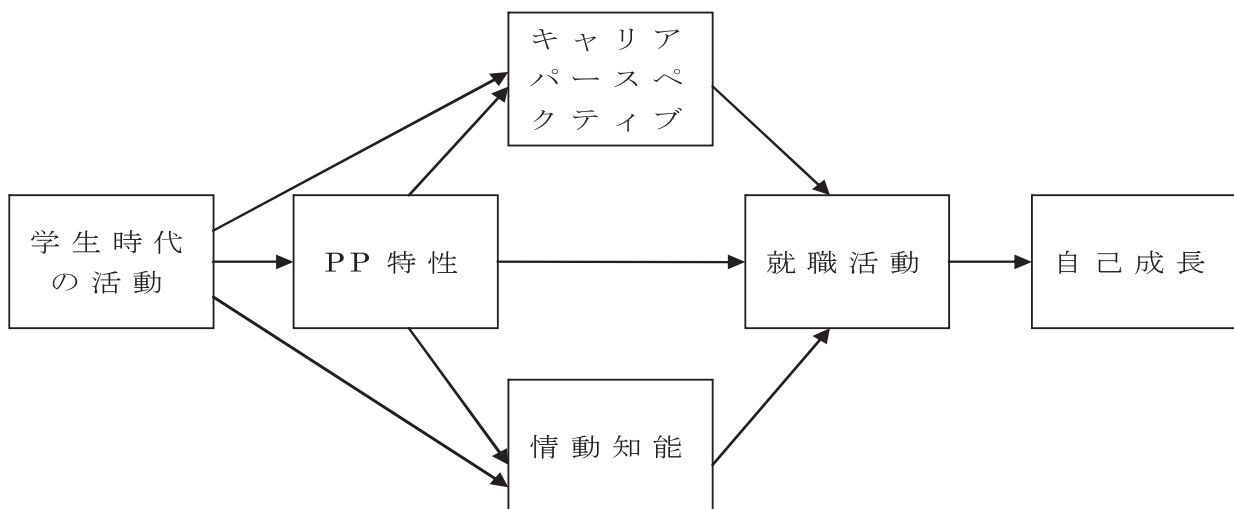 キャリア
パースペ
クティブ
学生時代
の活動
PP特性
就職活動
自己成長
情動知能